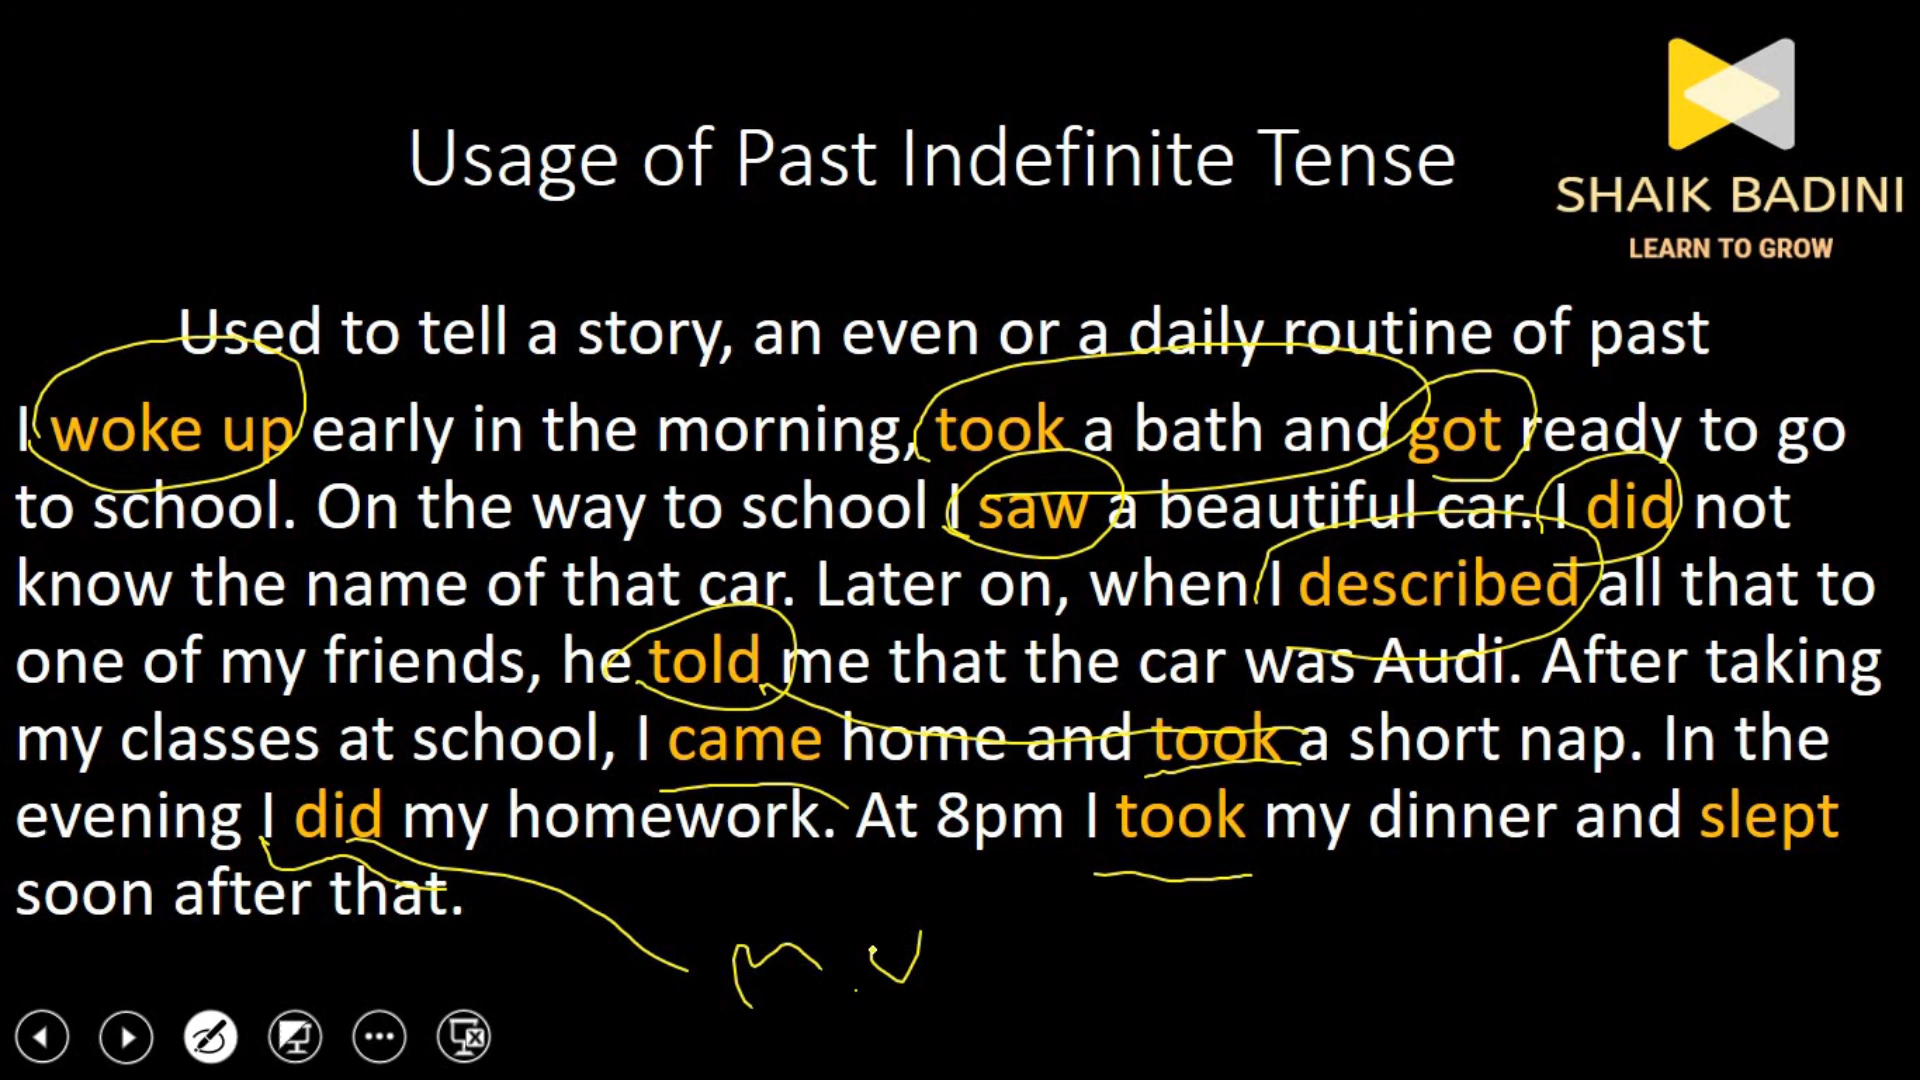 SHAIK BADINI
LEARN TO GROW
Usage of Past Indefinite Tense
Used to tell a story, an even or a daily routine of past
I woke up early in the morning, took a bath and got ready to go
to school. On the way to school I saw a beautiful car. I did not
know the name of that car. Later on, when I described all that to
one of my friends, he told me that the car was Audi. After taking
my classes at school, I came home and took a short nap. In the
evening I did my homework. At 8pm I took my dinner and slept
soon after that.
M.V